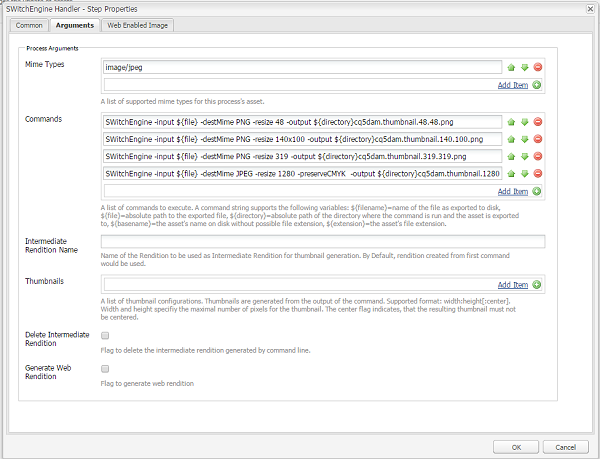 SWitchEngine Handler - Step Properties
Common
Arguments
Web Enabled Image
Process Arguments
Mime Types
image/jpeg
Add Item
A list of supported mime types for this process's asset.
Commands
SWitchEngine -input ${file} -destMime PNG -resize 48 -output ${directory}cq5dam.thumbnail.48.48.png
SWitchEngine -input ${file} -destMime PNG -resize 140x100 -output ${directory}cq5dam.thumbnail.140.100.png
SWitchEngine -input ${file} -destMime PNG -resize 319 -output ${directory}cq5dam.thumbnail.319.319.png
SWitchEngine -input ${file} -destMime JPEG -resize 1280 -preserveCMYK -output ${directory}cq5dam.thumbnail.1280
Add Item
A list of commands to execute. A command string supports the following variables: ${filename}=name of the file as exported to disk,
${file}=absolute path to the exported file, ${directory}=absolute path of the directory where the command is run and the asset is exported
to, ${basename}=the asset's name on disk without possible file extension, ${extension}=the asset's file extension.
Intermediate
Rendition Name
Name of the Rendition to be used as Intermediate Rendition for thumbnail generation. By Default, rendition created from first command
would be used.
Thumbnails
Add Item
A list of thumbnail configurations. Thumbnails are generated from the output of the command. Supported format: width:height[:center].
Width and height specifiy the maximal number of pixels for the thumbnail. The center flag indicates, that the resulting thumbnail must not
be centered.
Delete Intermediate
Rendition
Flag to delete the intermediate rendition generated by command line.
Generate Web
Rendition
Flag to generate web rendition
OK
Cancel